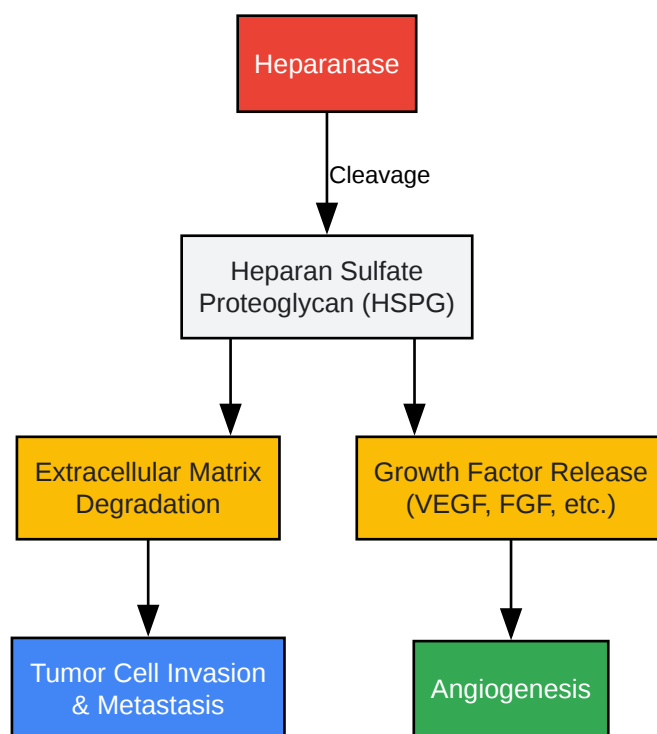 Heparanase
Cleavage
Heparan Sulfate
Proteoglycan (HSPG)
Extracellular Matrix
Degradation
Growth Factor Release
(VEGF, FGF, etc.)
Tumor Cell Invasion
& Metastasis
Angiogenesis